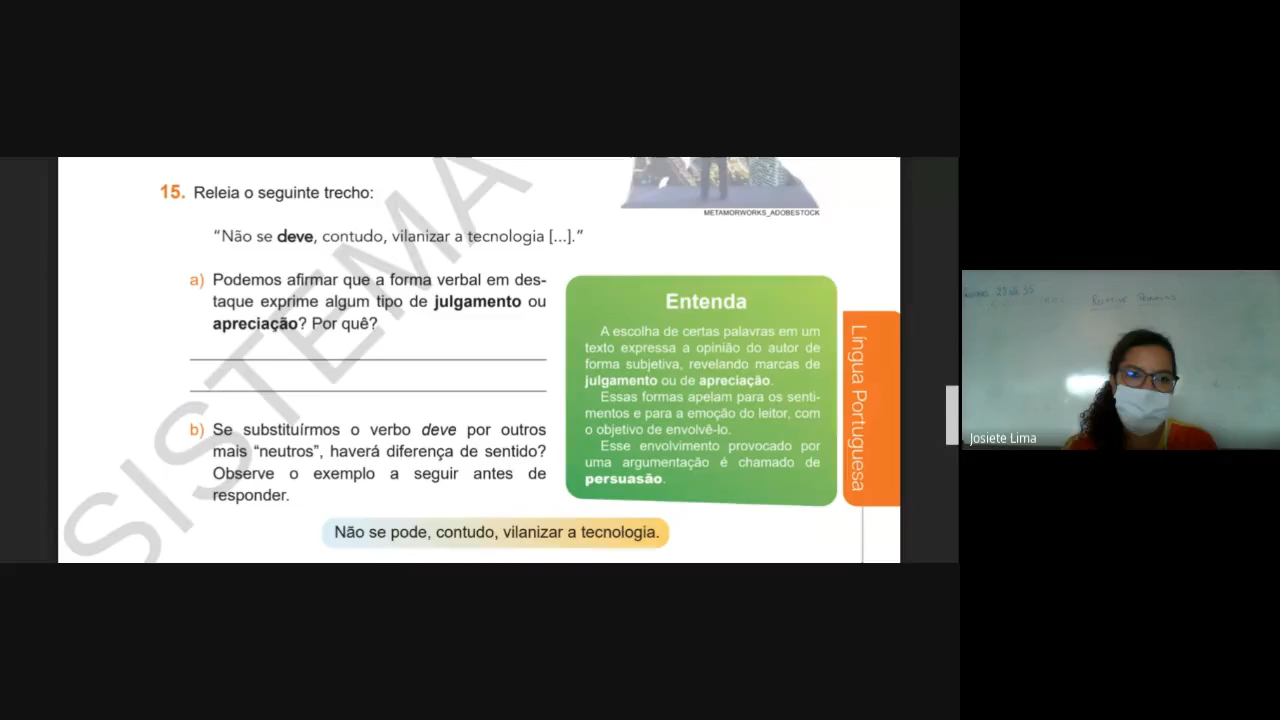 SISTEMA
METAMORWORKS_ADOBESTOCK
15. Releia o seguinte trecho:
“Não se deve, contudo, vilanizar a tecnologia [...].”
a) Podemos afirmar que a forma verbal em des-
taque exprime algum tipo de julgamento ou
apreciação? Por quê?
b) Se substituírmos o verbo deve por outros
mais “neutros”, haverá diferença de sentido?
Observe o exemplo a seguir antes de
responder.
Não se pode, contudo, vilanizar a tecnologia.
Entenda
A escolha de certas palavras em um
texto expressa a opinião do autor de
forma subjetiva, revelando marcas de
julgamento ou de apreciação.
Essas formas apelam para os senti-
mentos e para a emoção do leitor, com
o objetivo de envolvê-lo.
Esse envolvimento provocado por
uma argumentação é chamado de
persuasão.
Língua Portuguesa
Josiete Lima